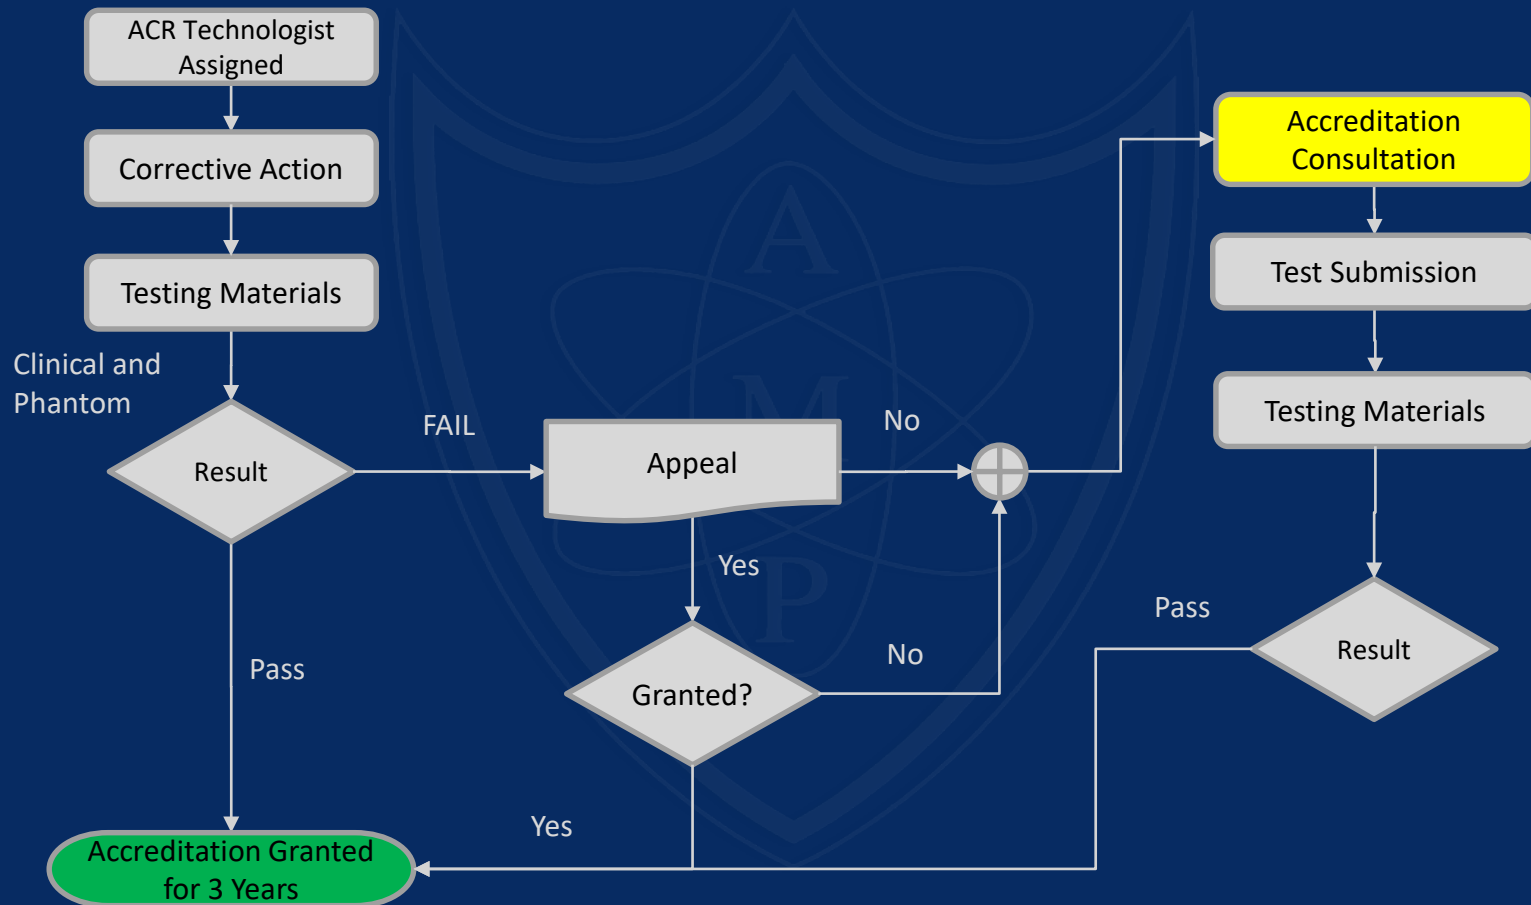 ACR Technologist
Assigned
Corrective Action
Testing Materials
Clinical and
Phantom
Result
FAIL
Appeal
No
Yes
Granted?
No
Yes
Pass
Accreditation Granted
for 3 Years
Accreditation
Consultation
Test Submission
Testing Materials
Result
Pass
A
M
P